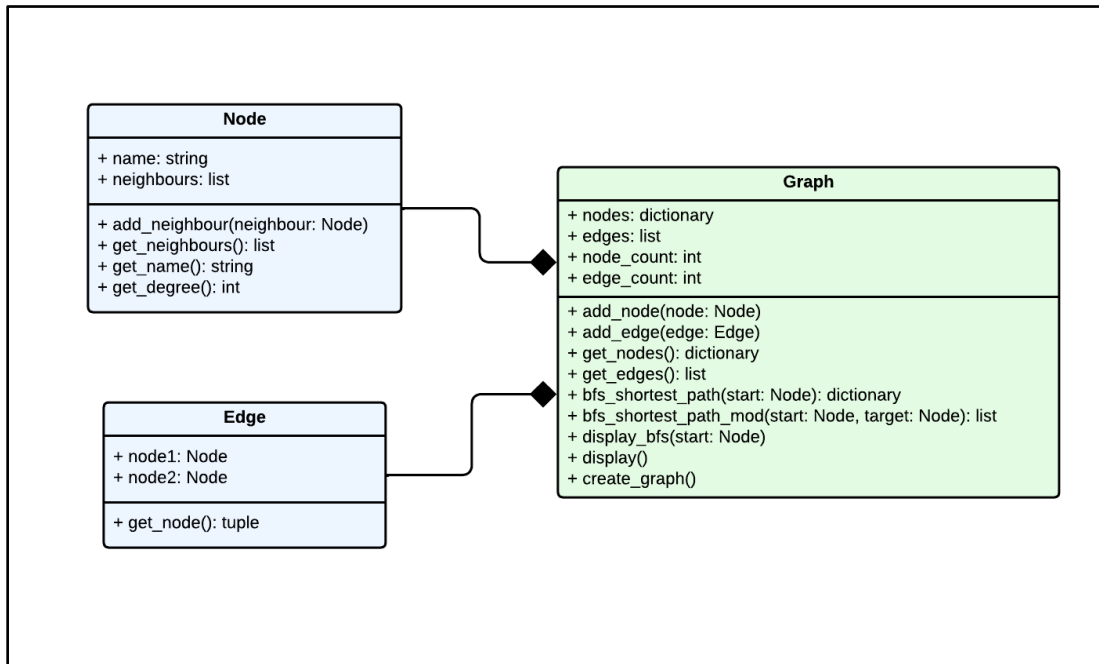 Node
+ name: string
+ neighbours: list
+ add_neighbour(neighbour: Node)
+ get_neighbours(): list
+ get_name(): string
+ get_degree(): int
Edge
+ node1: Node
+ node2: Node
+ get_node(): tuple
Graph
+ nodes: dictionary
+ edges: list
+ node_count: int
+ edge_count: int
+ add_node(node: Node)
+ add_edge(edge: Edge)
+ get_nodes(): dictionary
+ get_edges(): list
+ bfs_shortest_path(start: Node): dictionary
+ bfs_shortest_path_mod(start: Node, target: Node): list
+ display_bfs(start: Node)
+ display()
+ create_graph()